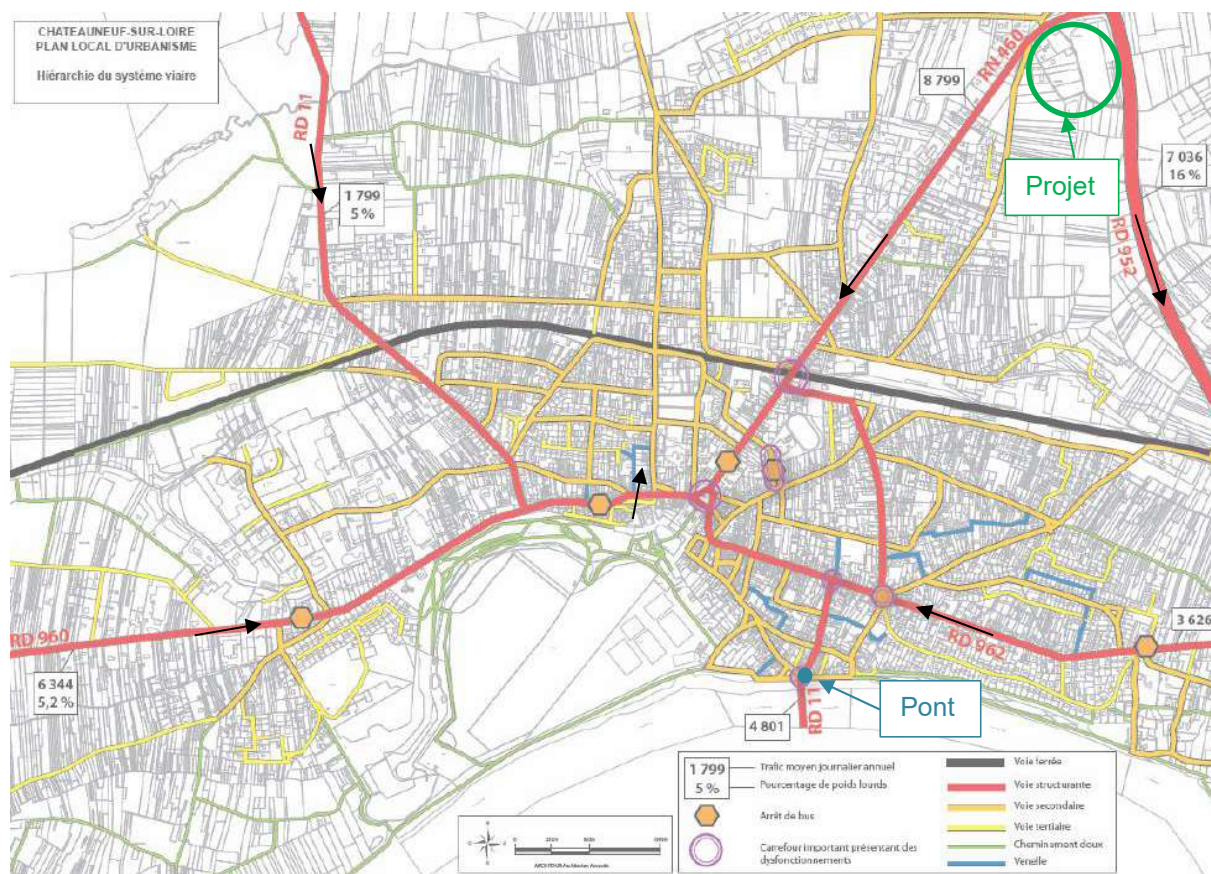 CHATEAUNEUF-SUR-LOIRE
PLAN LOCAL D'URBANISME
Hiérarchie du système viaire
RD 11
1 799
5 %
8 799
RN 460
Projet
7 036
16 %
RD 952
RD 960
6 344
5,2 %
3 626
RD 962
Pont
4 801
RD 11
1 799
5 %
Trafic moyen journalier annuel
Pourcentage de poids lourds
Arrêt de bus
Carrefour important présentant des
dysfonctionnements
Voie ferrée
Voie structurante
Voie secondaire
Voie tertiaire
Cheminement doux
Venelle
0